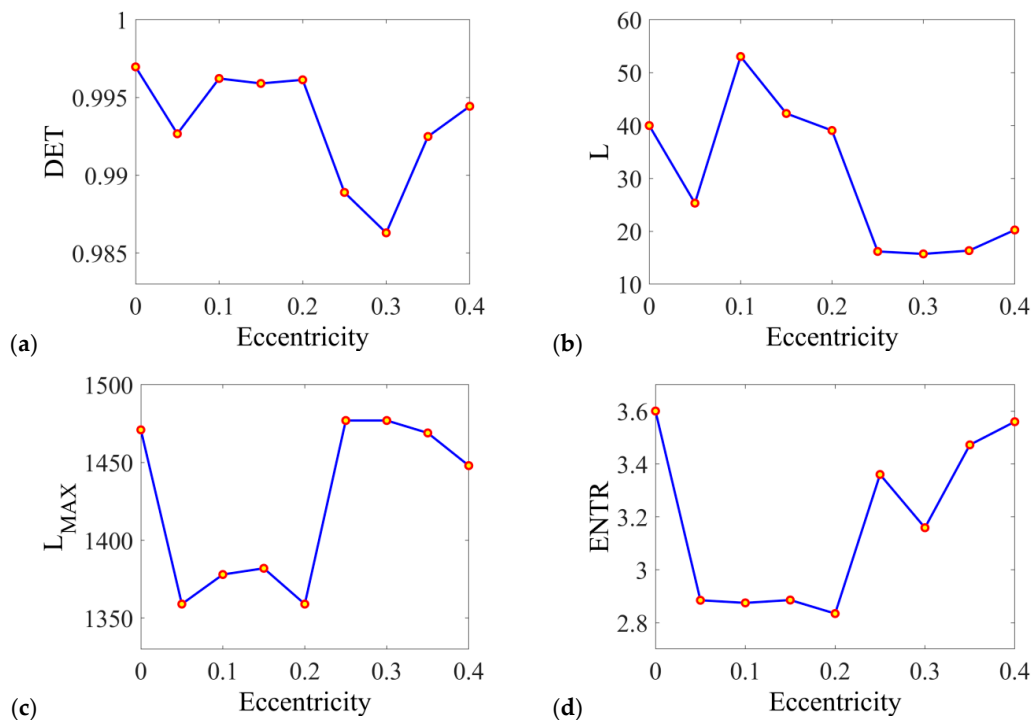 1
0.995
0.99
0.985
DET
0 0.1 0.2 0.3 0.4
Eccentricity
(a)
60
50
40
30
20
10
L
0 0.1 0.2 0.3 0.4
Eccentricity
(b)
1500
1450
1400
1350
L_MAX
0 0.1 0.2 0.3 0.4
Eccentricity
(c)
3.6
3.4
3.2
3
2.8
ENTR
0 0.1 0.2 0.3 0.4
Eccentricity
(d)